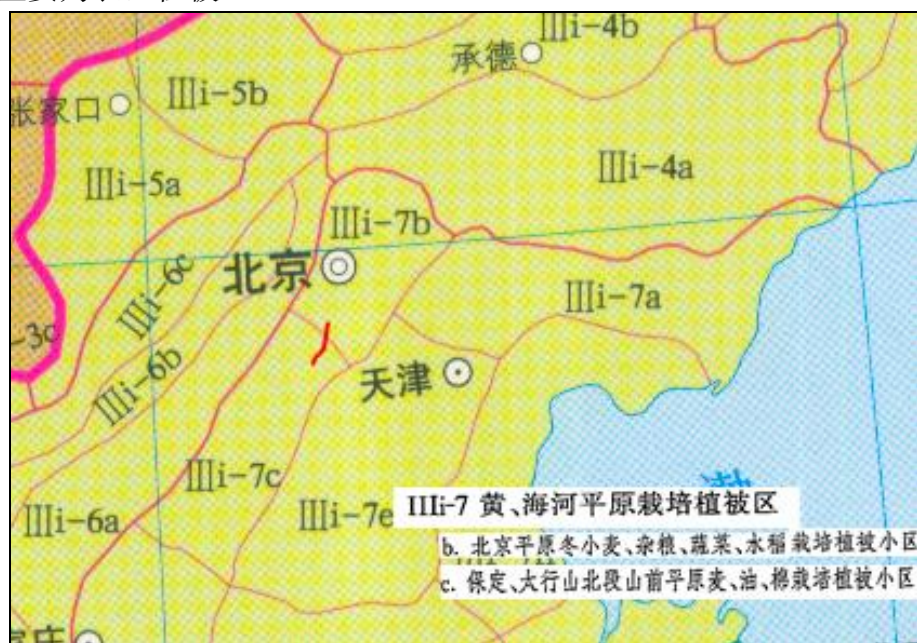 承德
IIIi-4b
IIIi-5b
张家口
IIIi-4a
IIIi-5a
IIIi-7b
北京
IIIi-6c
IIIi-7a
-3c
IIIi-6b
天津
IIIi-7c
IIIi-6a
IIIi-7e
IIIi-7 黄、海河平原栽培植被区
b. 北京平原冬小麦、杂粮、蔬菜、水稻栽培植被小区
c. 保定、太行山北段山前平原麦、油、棉栽培植被小区